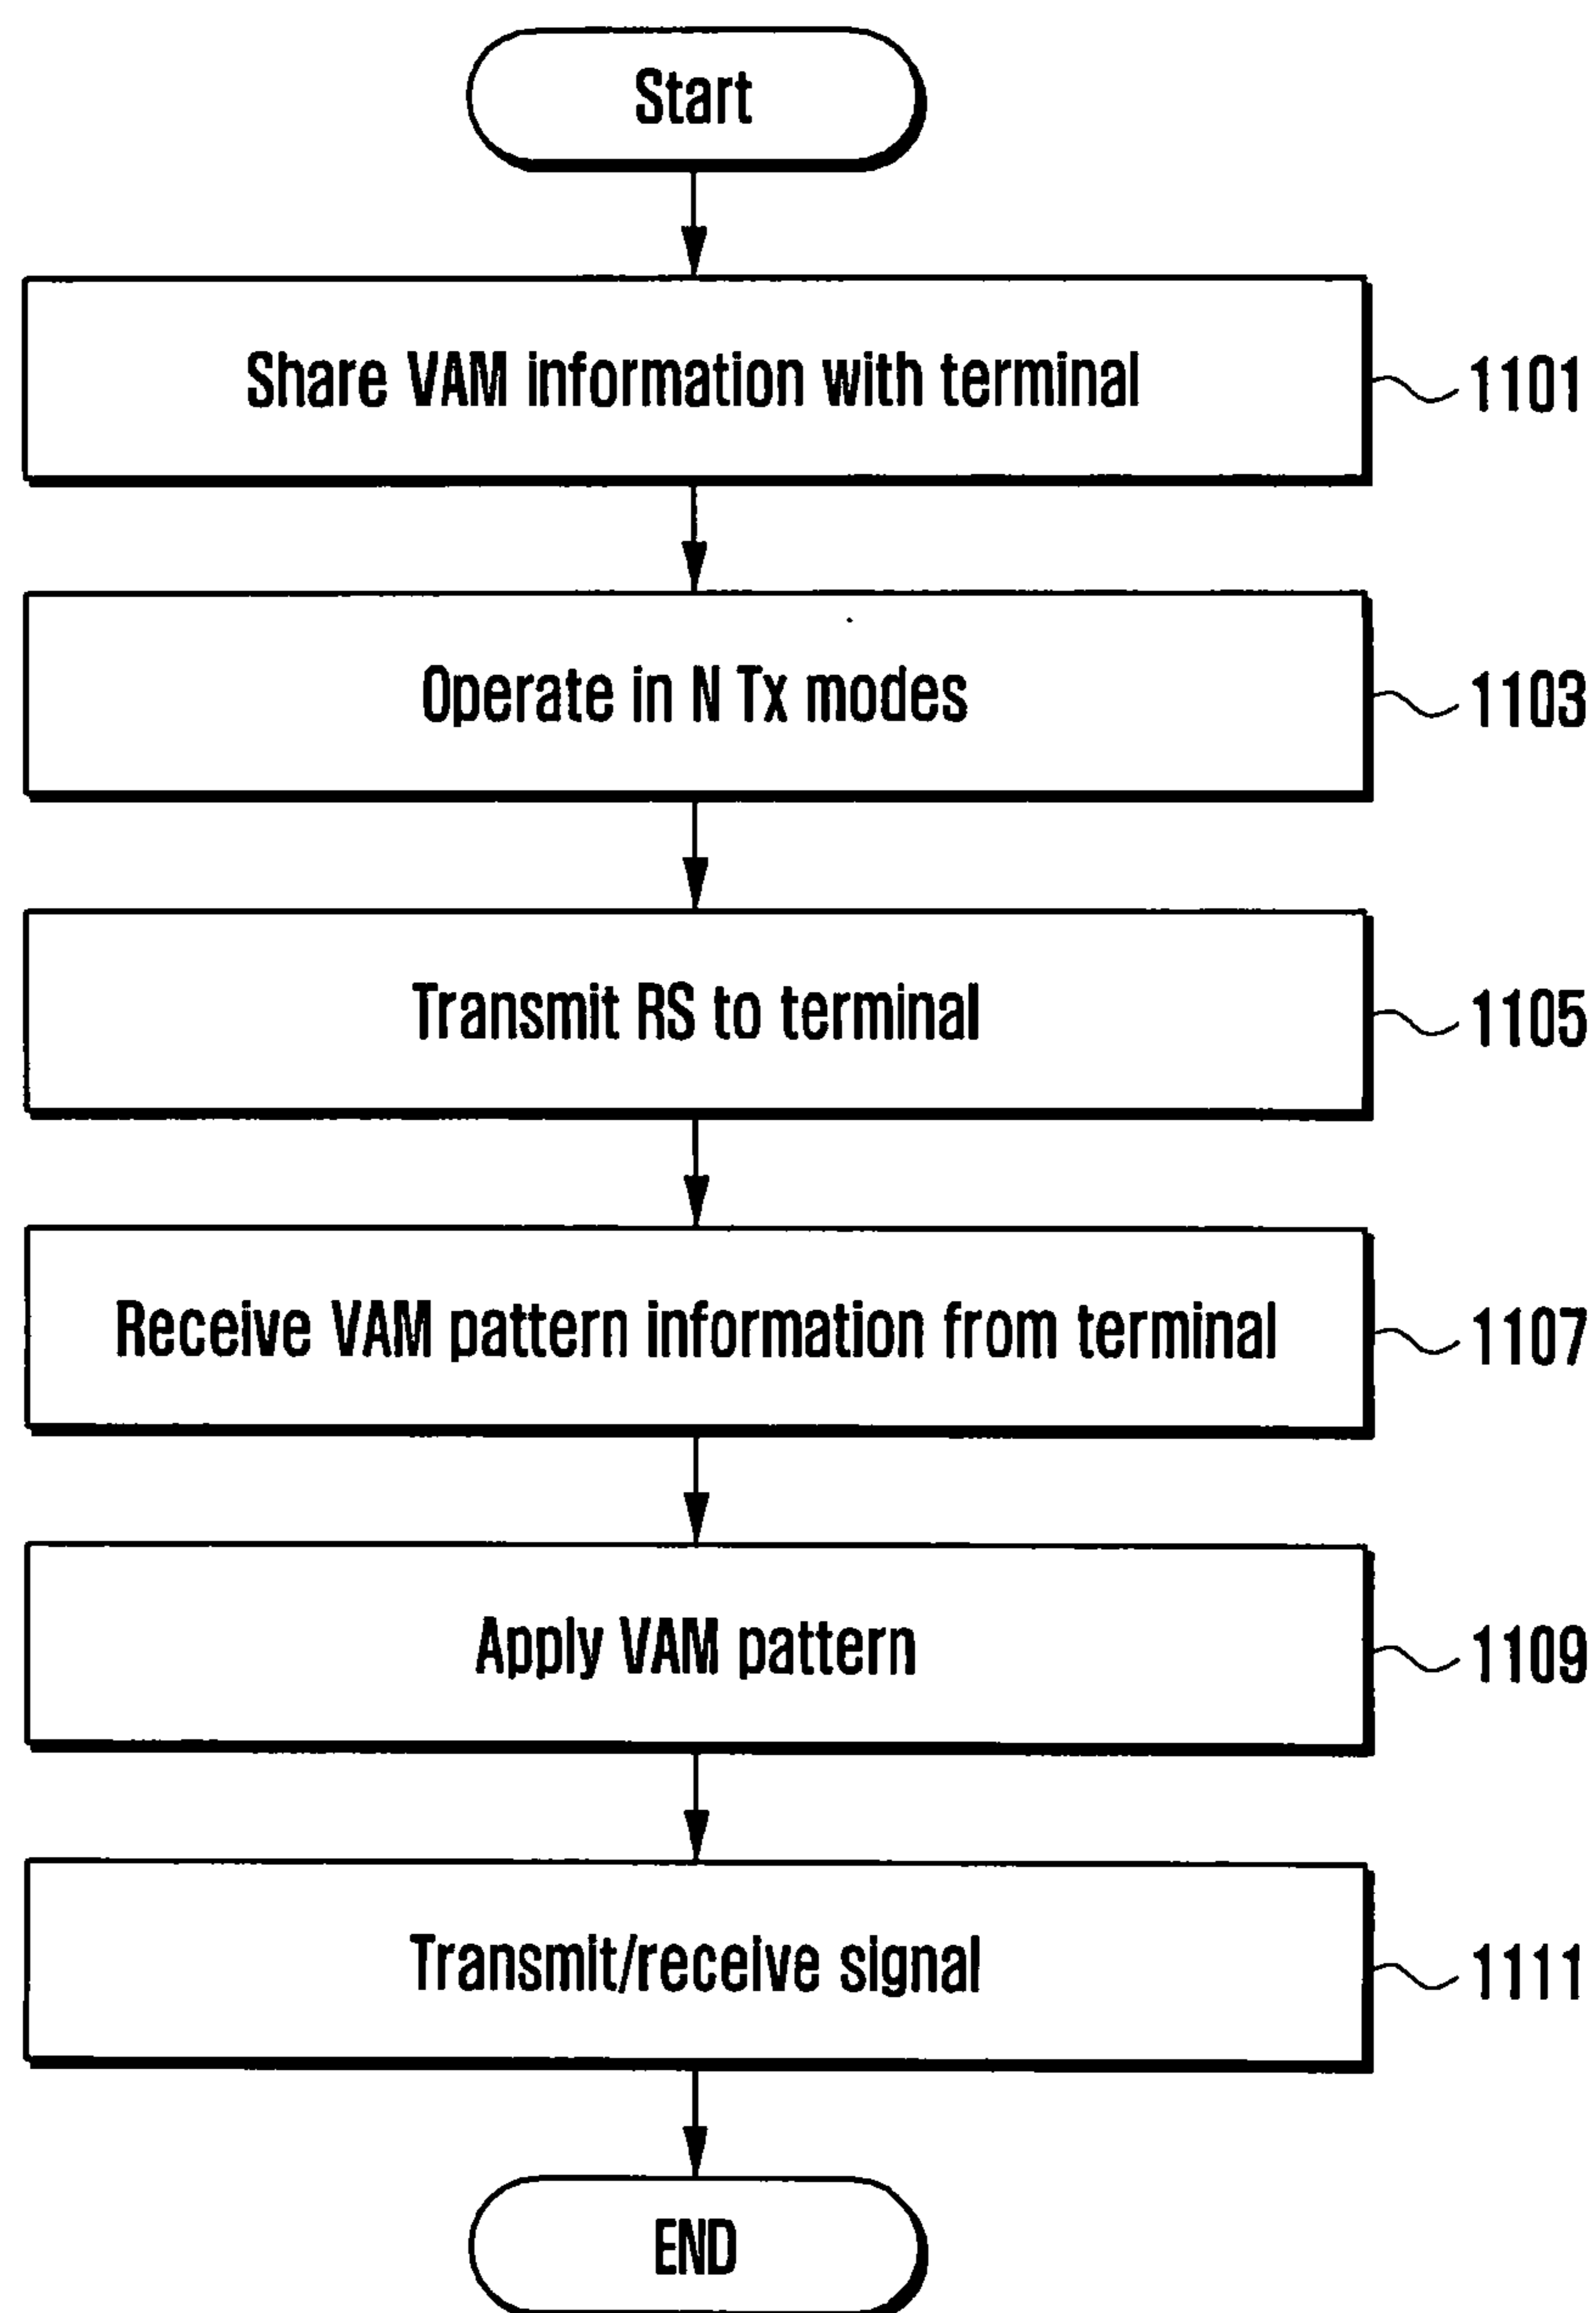 Start
Share VAM information with terminal
1101
Operate in N Tx modes
1103
Transmit RS to terminal
1105
Receive VAM pattern information from terminal
1107
Apply VAM pattern
1109
Transmit/receive signal
1111
END